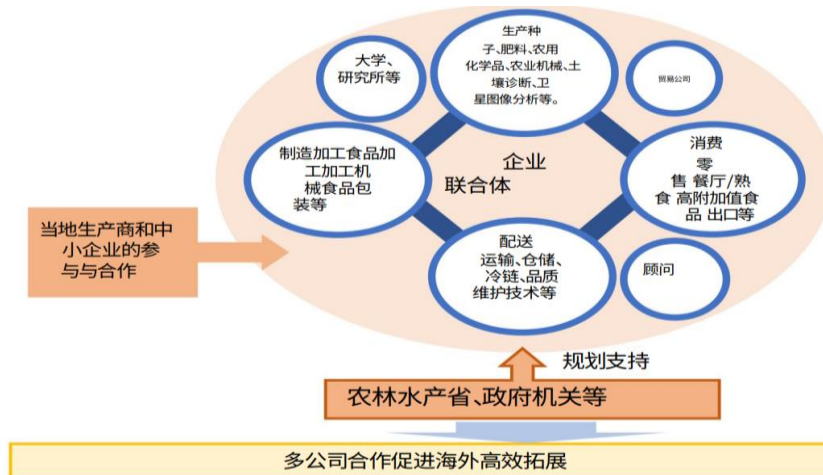 生产种
子、肥料、农用
化学品、农业机械、土
壤诊断、卫
星图像分析等。
大学、
研究所等
贸易公司
制造加工食品加
工加工机
械食品包
装等
企业
联合体
消费
零
售 餐厅/熟
食 高附加值食
品 出口等
当地生产商和中
小企业的参
与与合作
配送
运输、仓储、
冷链、品质
维护技术等
顾问
规划支持
农林水产省、政府机关等
多公司合作促进海外高效拓展